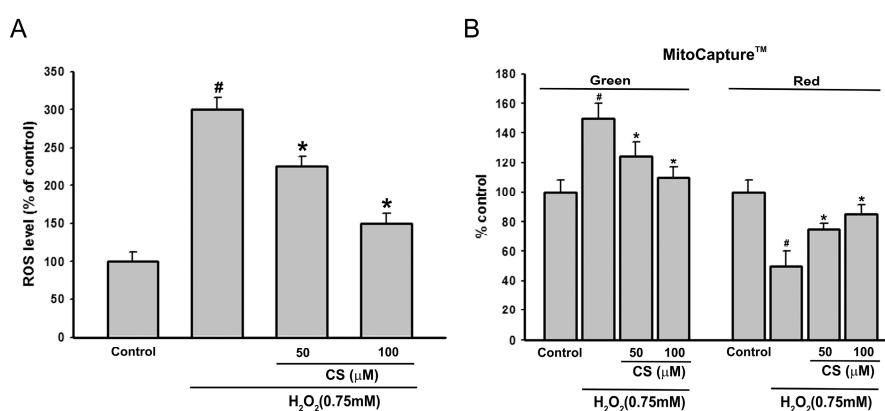 A
ROS level (% of control)
350
300
250
200
150
100
50
0
#
*
*
Control
50
100
CS (μM)
H₂O₂(0.75mM)
B
MitoCapture™
Green
Red
% control
180
160
140
120
100
80
60
40
20
0
#
*
*
#
*
*
Control
50
100
Control
50
100
CS (μM)
CS (μM)
H₂O₂(0.75mM)
H₂O₂(0.75mM)